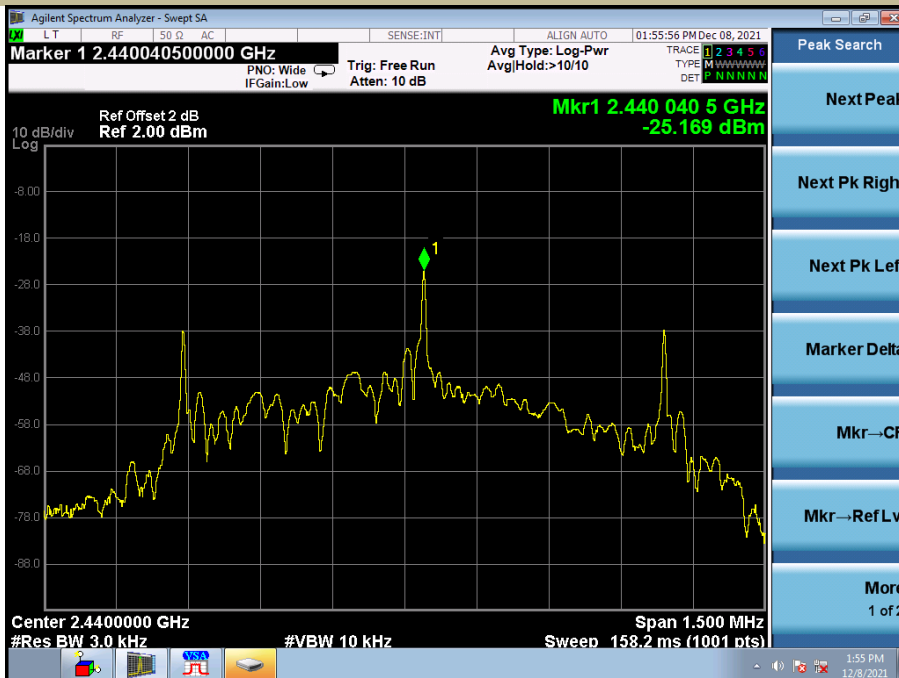 Agilent Spectrum Analyzer - Swept SA
LXI L T RF 50 Ω AC SENSE:INT ALIGN AUTO 01:55:56 PM Dec 08, 2021
Marker 1 2.440040500000 GHz
PNO: Wide
IFGain:Low
Trig: Free Run
Atten: 10 dB
Avg Type: Log-Pwr
Avg|Hold:>10/10
TRACE 1 2 3 4 5 6
TYPE M W W W W W
DET P N N N N N
Ref Offset 2 dB
10 dB/div Ref 2.00 dBm
Log
Mkr1 2.440 040 5 GHz
-25.169 dBm
1
-8.00
-18.0
-28.0
-38.0
-48.0
-58.0
-68.0
-78.0
-88.0
Center 2.4400000 GHz Span 1.500 MHz
#Res BW 3.0 kHz #VBW 10 kHz Sweep 158.2 ms (1001 pts)
Peak Search
Next Peak
Next Pk Righ
Next Pk Lef
Marker Delta
Mkr→CF
Mkr→Ref Lv
More
1 of 2
VSA
1:55 PM
12/8/2021